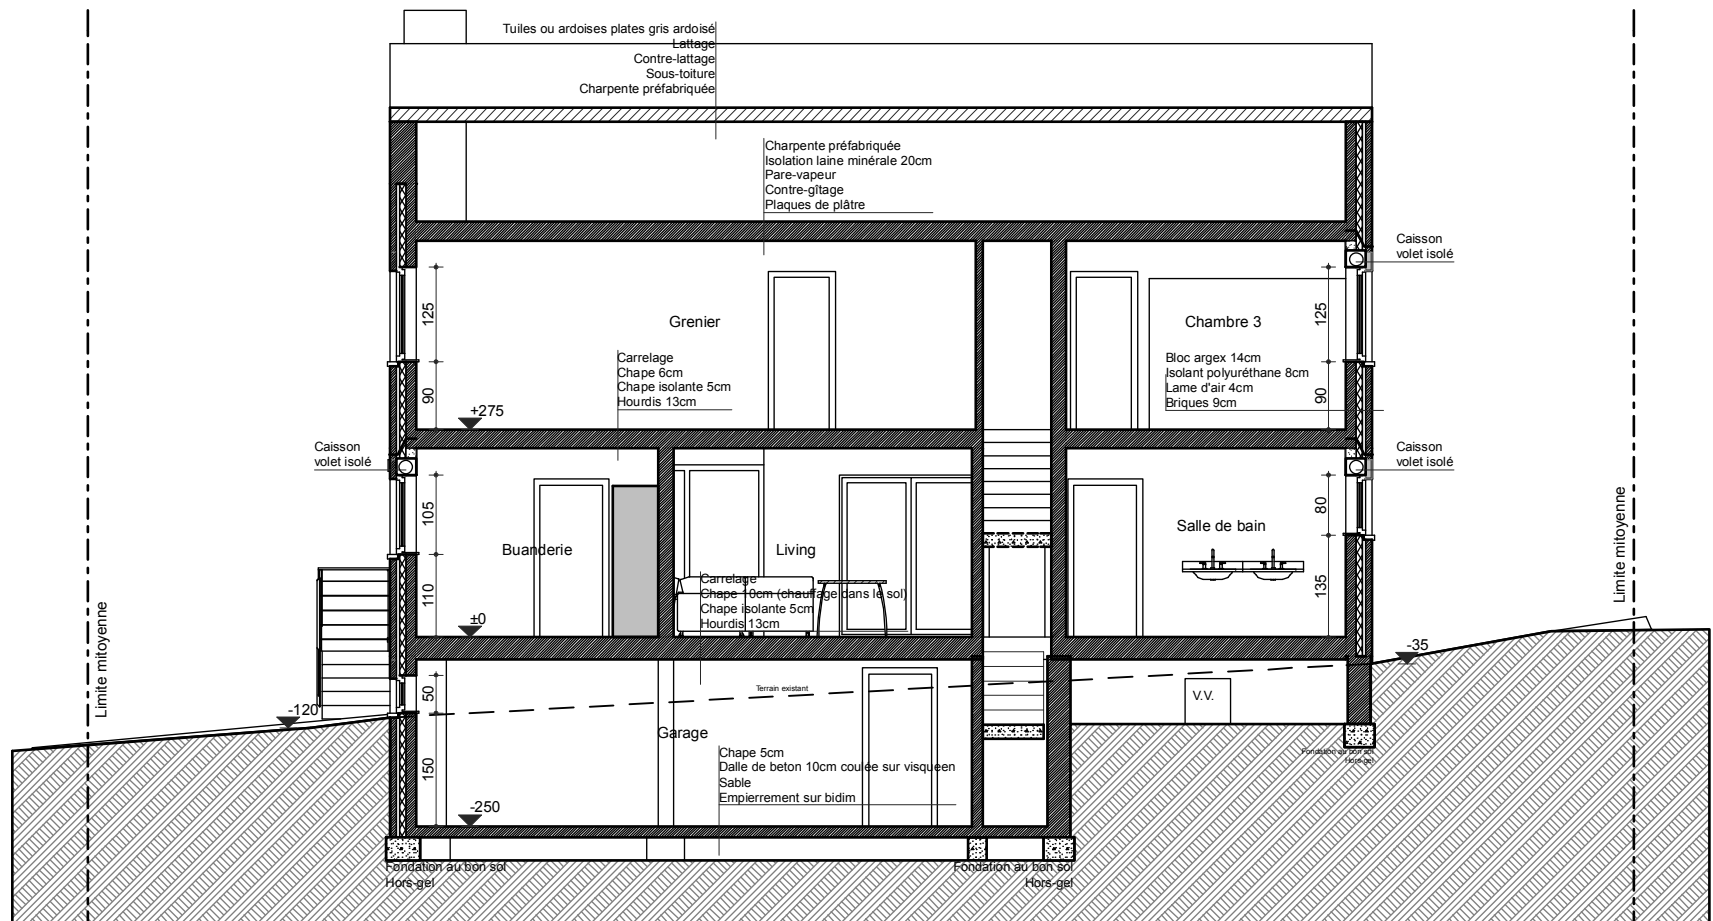 Tuiles ou ardoises plates gris ardoisé
Lattage
Contre-lattage
Sous-toiture
Charpente préfabriquée
Charpente préfabriquée
Isolation laine minérale 20cm
Pare-vapeur
Contre-gîtage
Plaques de plâtre
Caisson
volet isolé
125
Grenier
Chambre 3
125
Carrelage
Chape 6cm
Chape isolante 5cm
Hourdis 13cm
Bloc argex 14cm
Isolant polyuréthane 8cm
Lame d'air 4cm
Briques 9cm
90
90
+275
Caisson
volet isolé
Caisson
volet isolé
105
80
Buanderie
Living
Salle de bain
Limite mitoyenne
Limite mitoyenne
Carrelage
Chape 10cm (chauffage dans le sol)
Chape isolante 5cm
Hourdis 13cm
110
135
±0
-35
50
Terrain existant
V.V.
-120
Garage
Chape 5cm
Dalle de beton 10cm coulée sur visqueen
Sable
Empierrement sur bidim
150
Fondation au bon sol
Hors-gel
-250
Fondation au bon sol
Hors-gel
Fondation au bon sol
Hors-gel